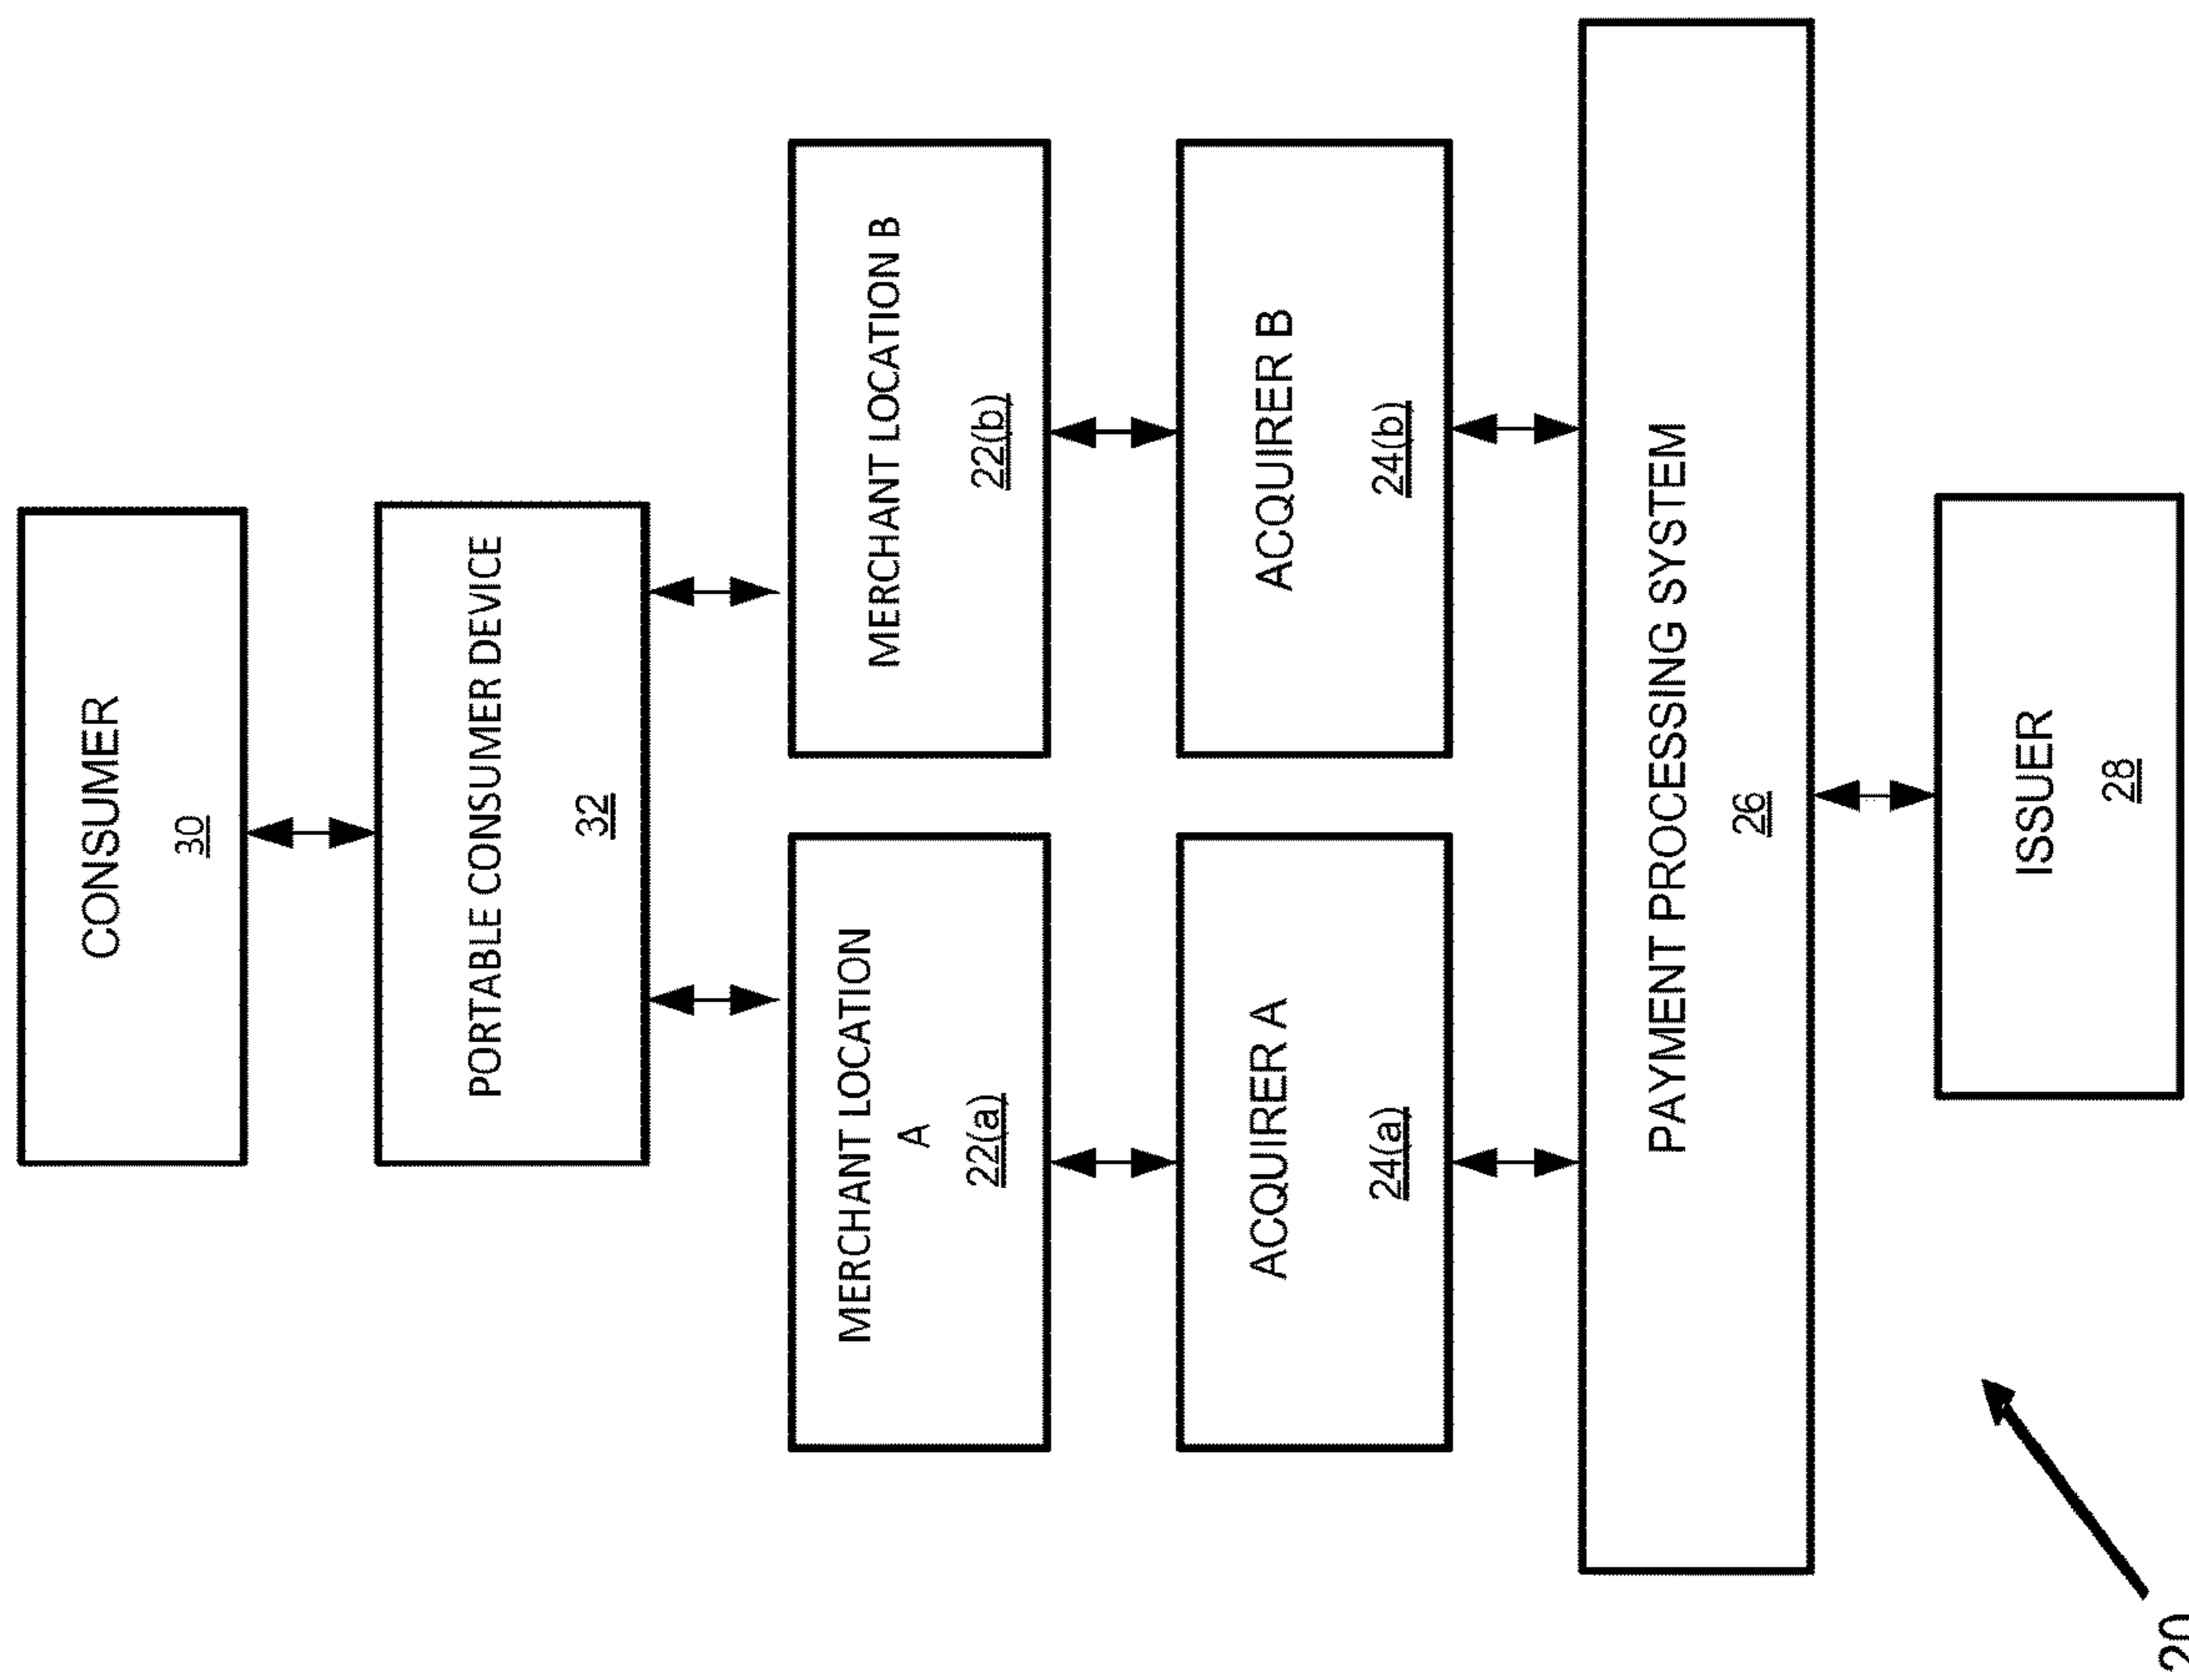 CONSUMER
30
PORTABLE CONSUMER DEVICE
32
MERCHANT LOCATION
A
22(a)
MERCHANT LOCATION B
22(b)
ACQUIRER A
24(a)
ACQUIRER B
24(b)
PAYMENT PROCESSING SYSTEM
26
ISSUER
28
20